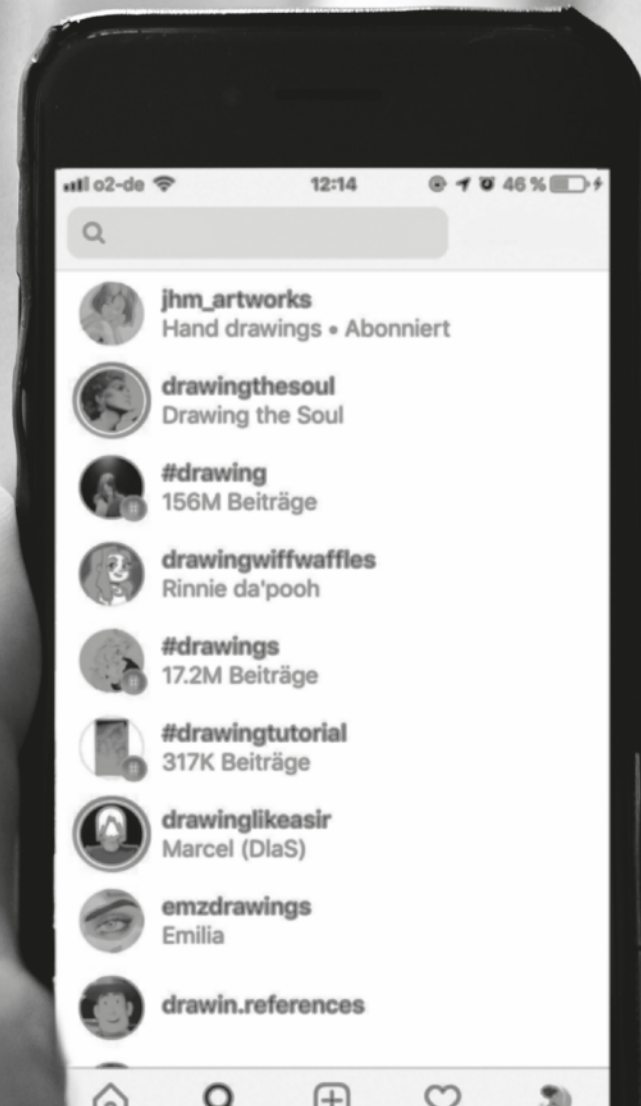 o2-de 12:14 46 %
jhm_artworks
Hand drawings • Abonniert
drawingthesoul
Drawing the Soul
#drawing
156M Beiträge
drawingwiffwaffles
Rinnie da'pooh
#drawings
17.2M Beiträge
#drawingtutorial
317K Beiträge
drawinglikeasir
Marcel (DlaS)
emzdrawings
Emilia
drawin.references